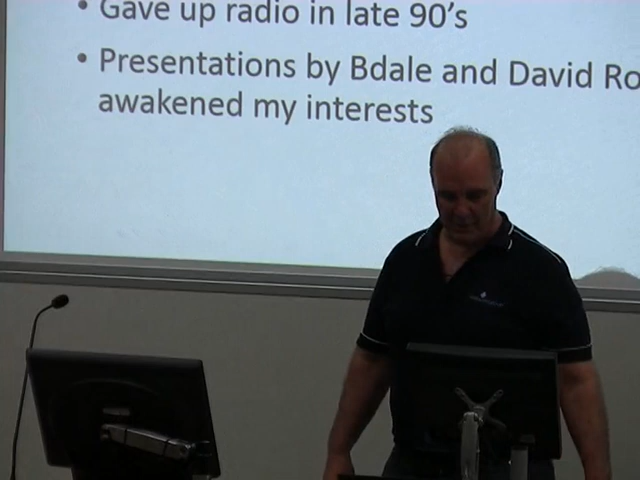 • Gave up radio in late 90's
• Presentations by Bdale and David Ro
awakened my interests